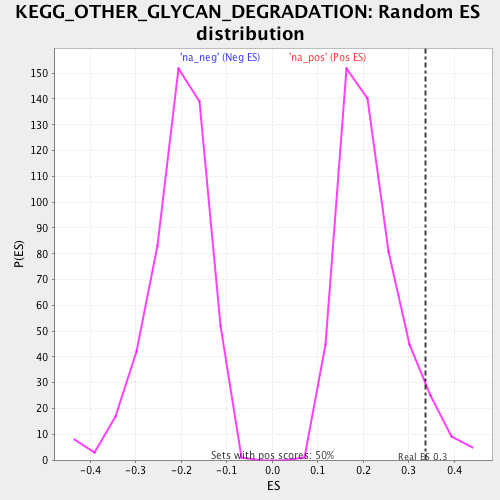 KEGG_OTHER_GLYCAN_DEGRADATION: Random ES
distribution
'na_neg' (Neg ES) 'na_pos' (Pos ES)
150
140
130
120
110
100
90
80
70
60
50
40
30
20
10
0
P(ES)
Sets with pos scores: 50%
Real ES 0.3
-0.4 -0.3 -0.2 -0.1 0.0 0.1 0.2 0.3 0.4
ES